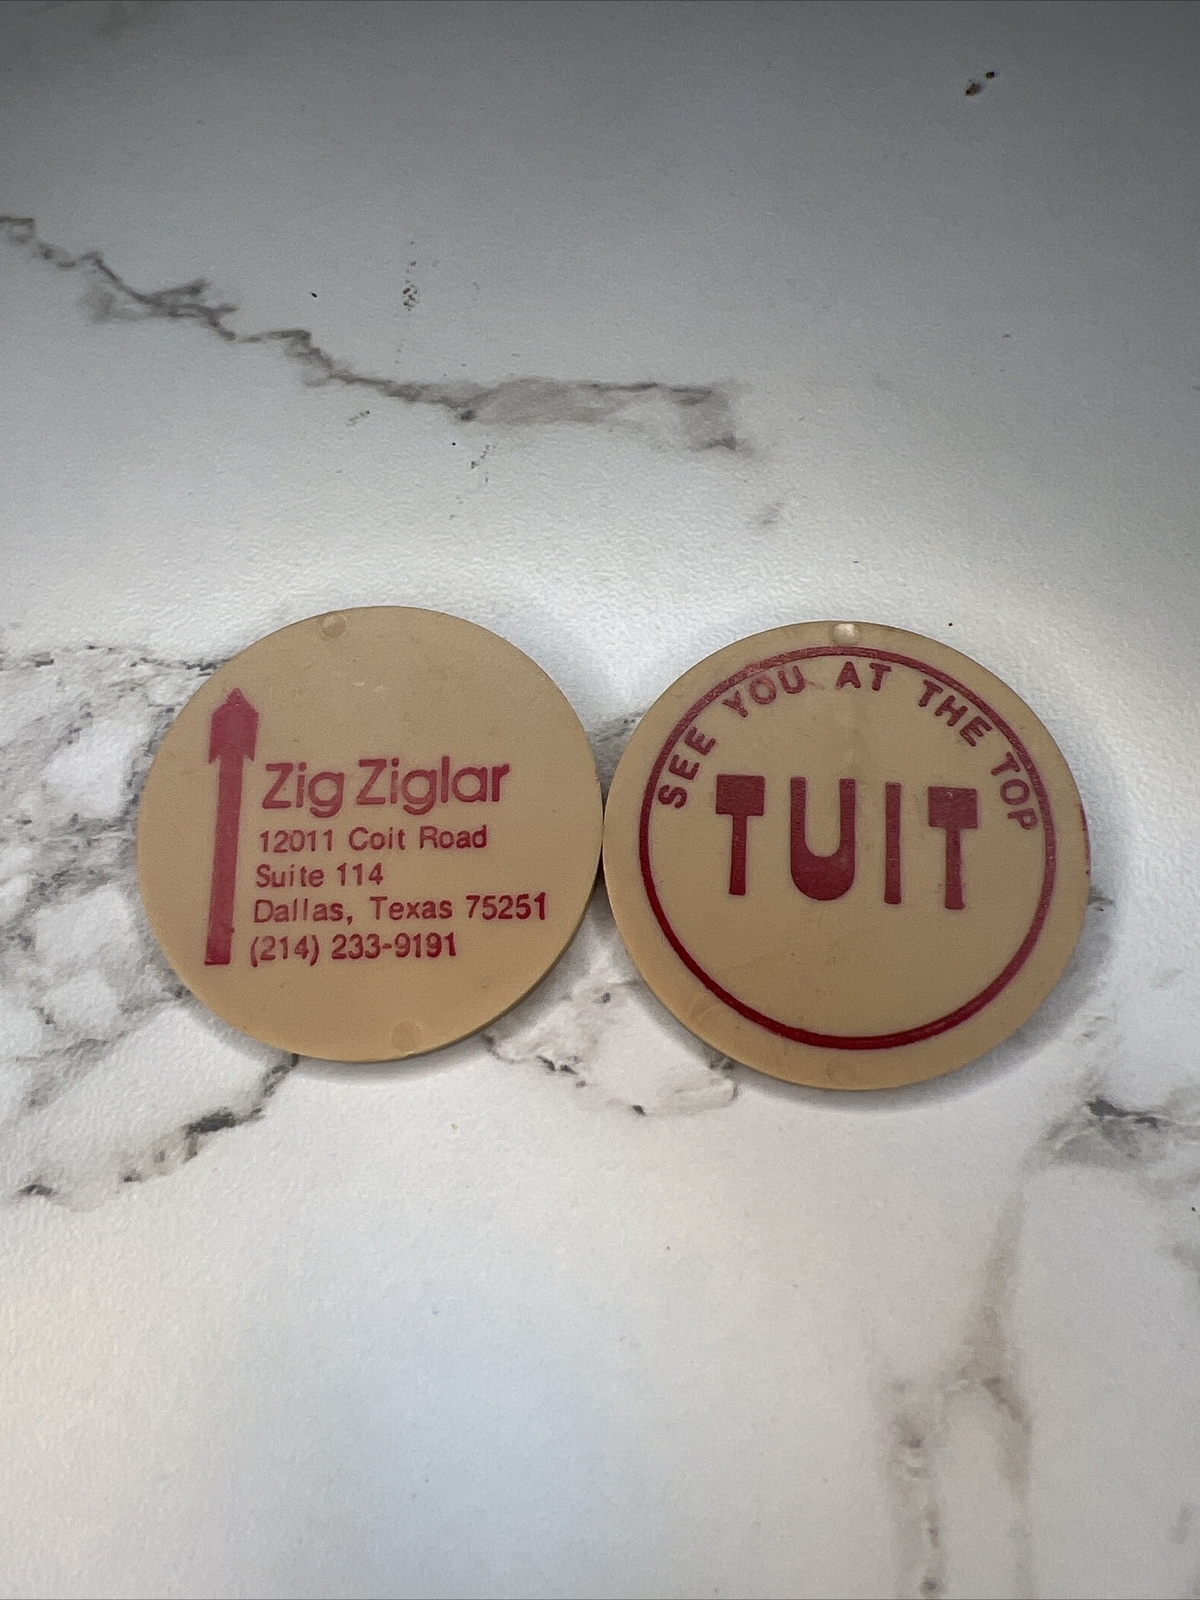 Zig Ziglar
12011 Coit Road
Suite 114
Dallas, Texas 75251
(214) 233-9191
SEE YOU AT THE TOP
TUIT